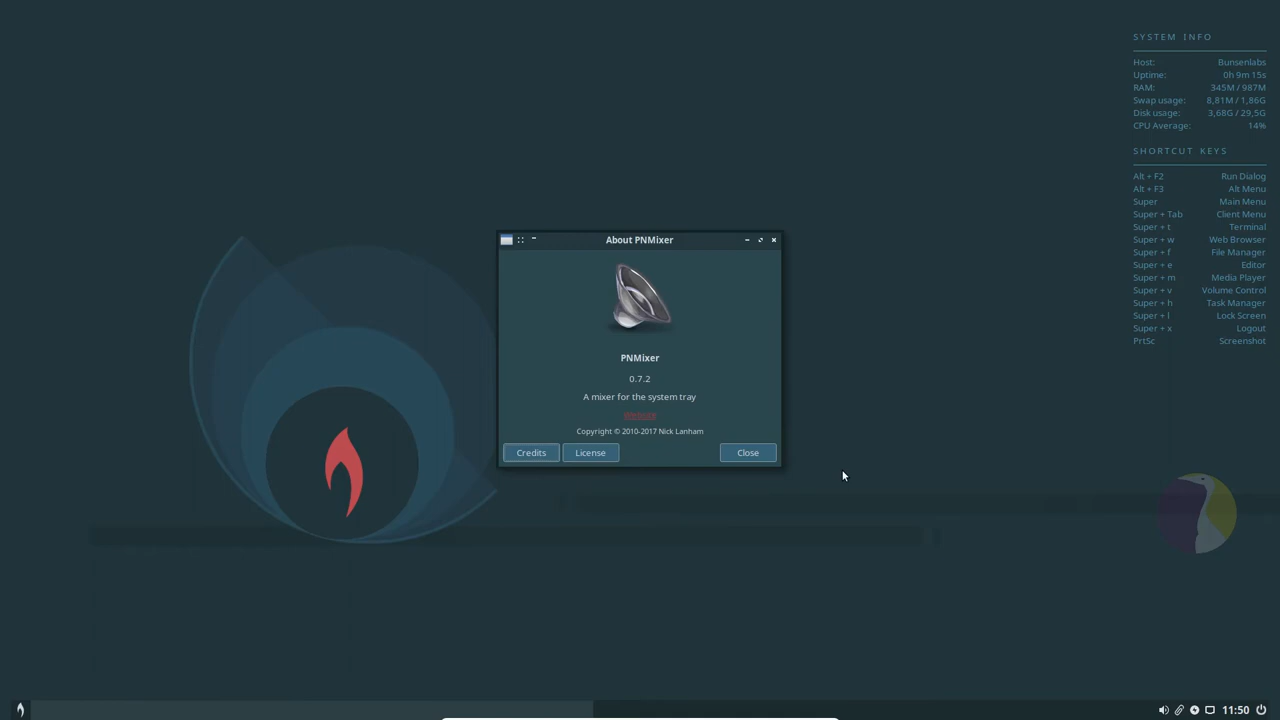 SYSTEM INFO
Host: Bunsenlabs
Uptime: 0h 9m 15s
RAM: 345M / 987M
Swap usage: 8,81M / 1,86G
Disk usage: 3,68G / 29,5G
CPU Average: 14%
SHORTCUT KEYS
Alt + F2 Run Dialog
Alt + F3 Alt Menu
Super Main Menu
Super + Tab Client Menu
Super + t Terminal
Super + w Web Browser
Super + f File Manager
Super + e Editor
Super + m Media Player
Super + v Volume Control
Super + h Task Manager
Super + l Lock Screen
Super + x Logout
PrtSc Screenshot
About PNMixer
PNMixer
0.7.2
A mixer for the system tray
Website
Copyright © 2010-2017 Nick Lanham
Credits License Close
11:50